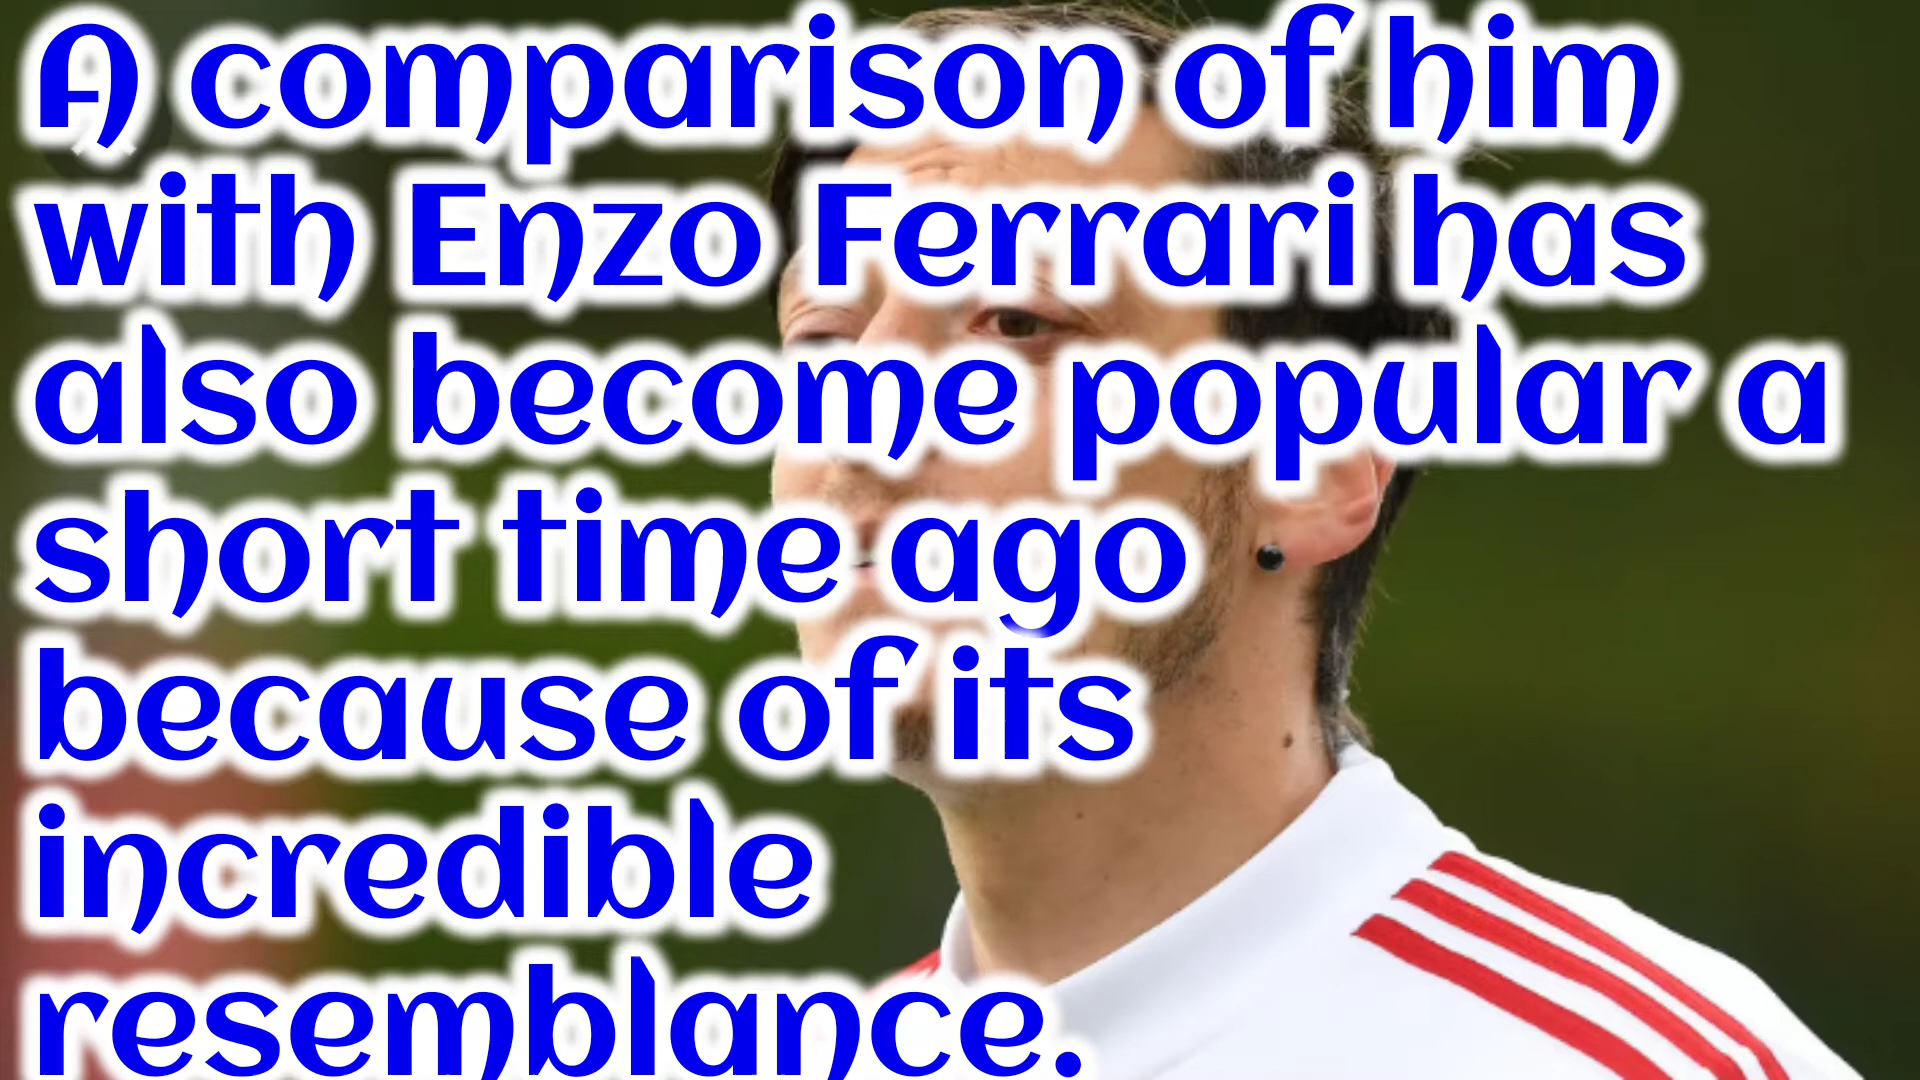 A comparison of him
with Enzo Ferrari has
also become popular a
short time ago
because of its
incredible
resemblance.